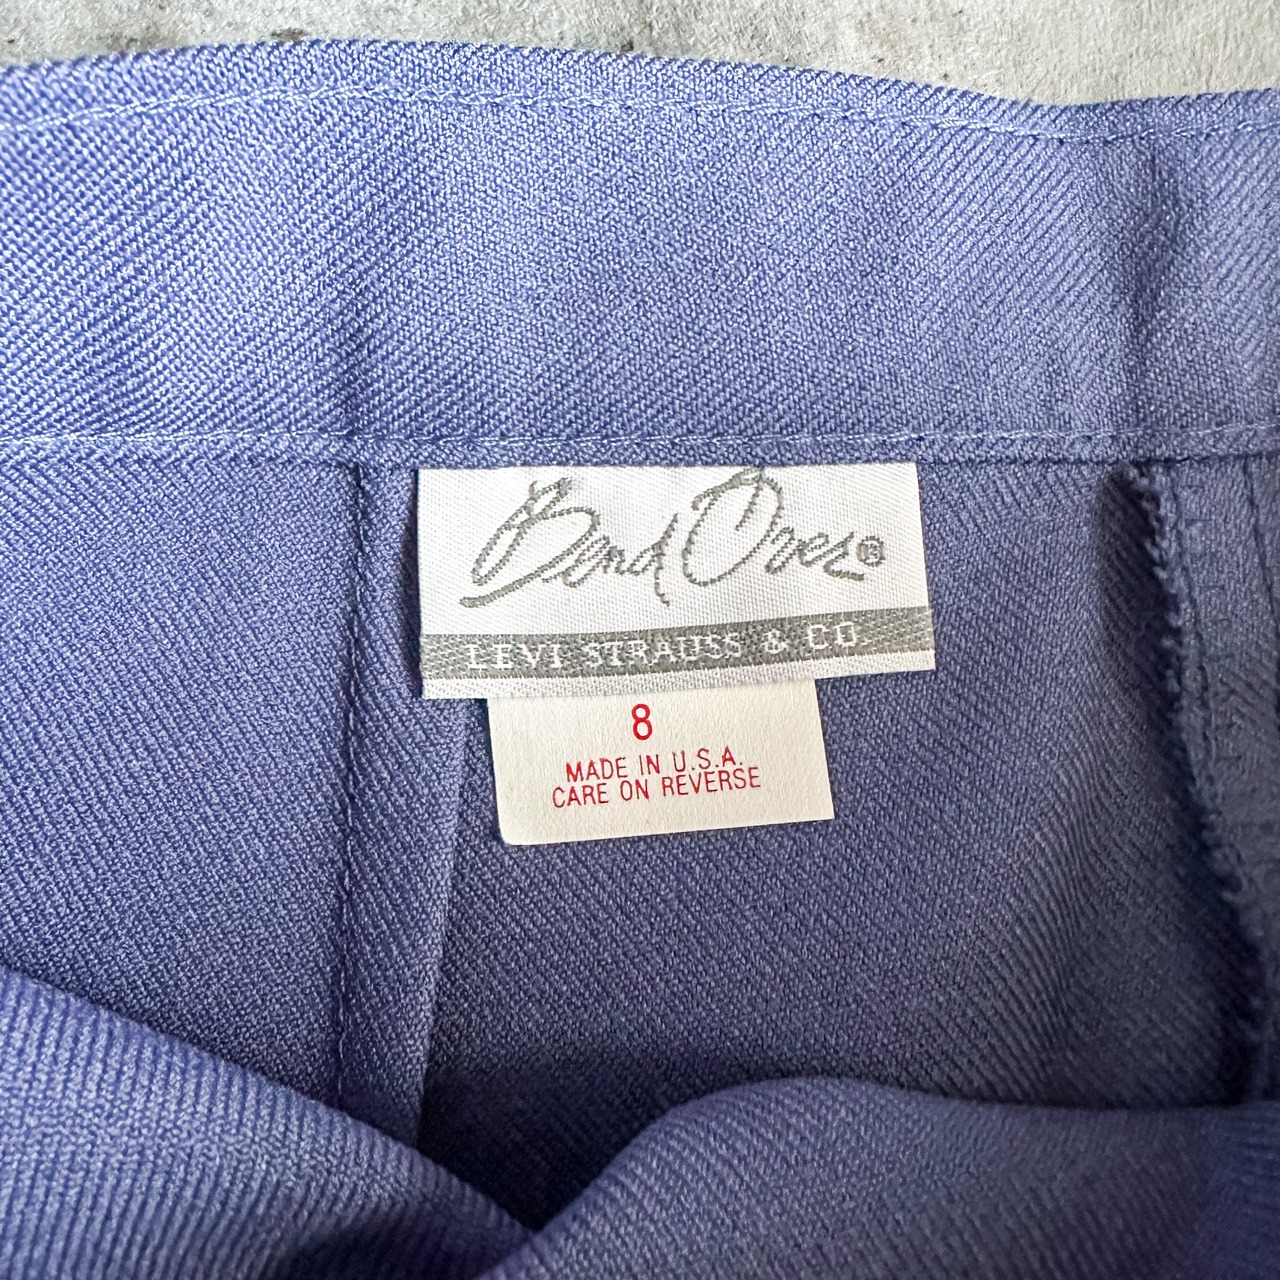 Bend Over®
LEVI STRAUSS & CO.
8
MADE IN U.S.A.
CARE ON REVERSE